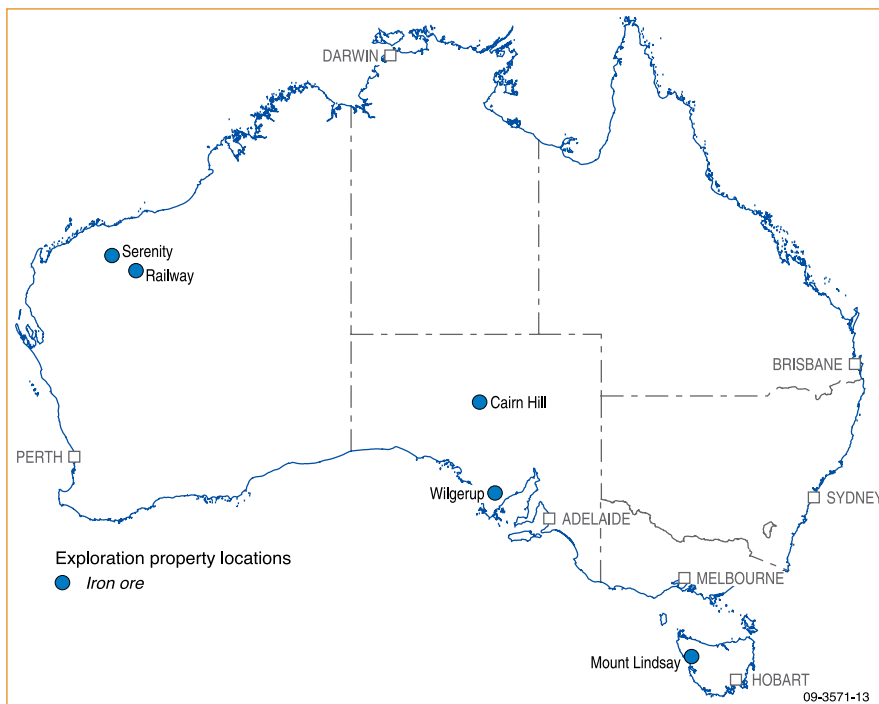 DARWIN
Serenity
Railway
BRISBANE
Cairn Hill
PERTH
Wilgerup
SYDNEY
ADELAIDE
Exploration property locations
Iron ore
MELBOURNE
Mount Lindsay
HOBART
09-3571-13